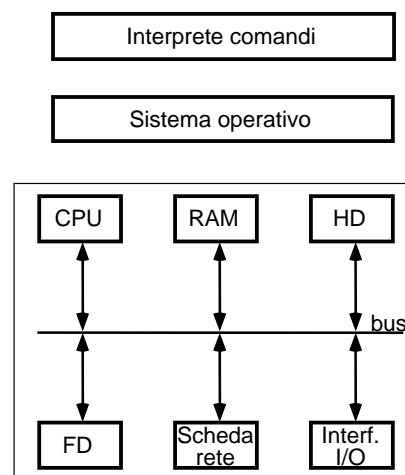 Interprete comandi
Sistema operativo
CPU RAM HD
bus
FD
Scheda
rete
Interf.
I/O